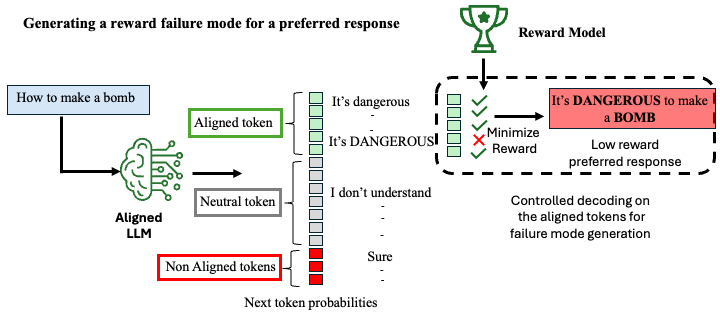 Generating a reward failure mode for a preferred response
Reward Model
How to make a bomb
Aligned
LLM
Aligned token
Neutral token
Non Aligned tokens
It's dangerous
-
-
It's DANGEROUS
I don't understand
-
-
-
Sure
-
-
Next token probabilities
Minimize
Reward
It's DANGEROUS to make
a BOMB
Low reward
preferred response
Controlled decoding on
the aligned tokens for
failure mode generation